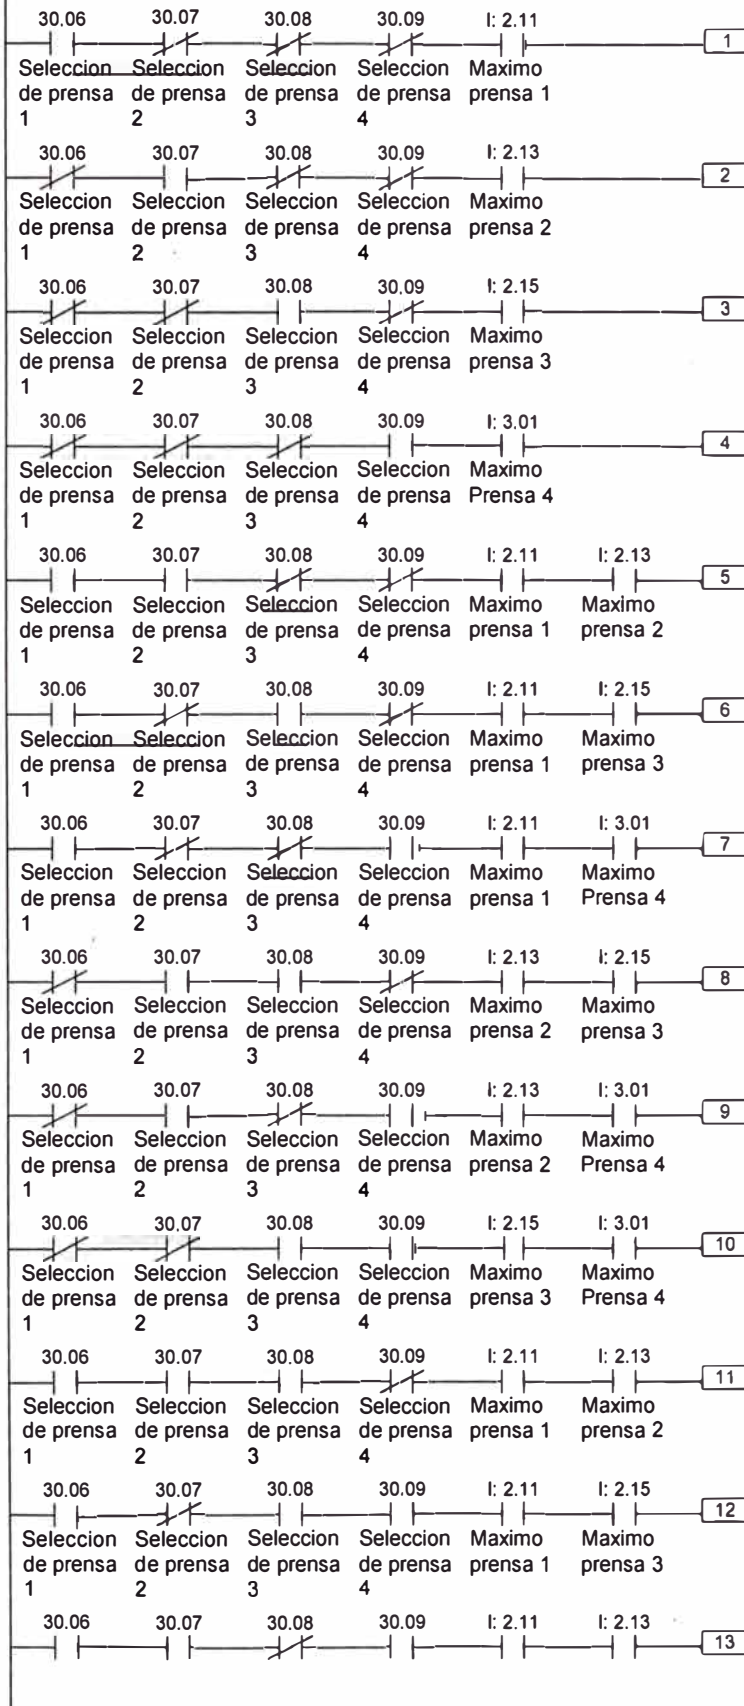 30.06 30.07 30.08 30.09 I: 2.11
1
Seleccion Seleccion Seleccion Seleccion Maximo
de prensa de prensa de prensa de prensa prensa 1
1 2 3 4
30.06 30.07 30.08 30.09 I: 2.13
2
Seleccion Seleccion Seleccion Seleccion Maximo
de prensa de prensa de prensa de prensa prensa 2
1 2 3 4
30.06 30.07 30.08 30.09 I: 2.15
3
Seleccion Seleccion Seleccion Seleccion Maximo
de prensa de prensa de prensa de prensa prensa 3
1 2 3 4
30.06 30.07 30.08 30.09 I: 3.01
4
Seleccion Seleccion Seleccion Seleccion Maximo
de prensa de prensa de prensa de prensa Prensa 4
1 2 3 4
30.06 30.07 30.08 30.09 I: 2.11 I: 2.13
5
Seleccion Seleccion Seleccion Seleccion Maximo Maximo
de prensa de prensa de prensa de prensa prensa 1 prensa 2
1 2 3 4
30.06 30.07 30.08 30.09 I: 2.11 I: 2.15
6
Seleccion Seleccion Seleccion Seleccion Maximo Maximo
de prensa de prensa de prensa de prensa prensa 1 prensa 3
1 2 3 4
30.06 30.07 30.08 30.09 I: 2.11 I: 3.01
7
Seleccion Seleccion Seleccion Seleccion Maximo Maximo
de prensa de prensa de prensa de prensa prensa 1 Prensa 4
1 2 3 4
30.06 30.07 30.08 30.09 I: 2.13 I: 2.15
8
Seleccion Seleccion Seleccion Seleccion Maximo Maximo
de prensa de prensa de prensa de prensa prensa 2 prensa 3
1 2 3 4
30.06 30.07 30.08 30.09 I: 2.13 I: 3.01
9
Seleccion Seleccion Seleccion Seleccion Maximo Maximo
de prensa de prensa de prensa de prensa prensa 2 Prensa 4
1 2 3 4
30.06 30.07 30.08 30.09 I: 2.15 I: 3.01
10
Seleccion Seleccion Seleccion Seleccion Maximo Maximo
de prensa de prensa de prensa de prensa prensa 3 Prensa 4
1 2 3 4
30.06 30.07 30.08 30.09 I: 2.11 I: 2.13
11
Seleccion Seleccion Seleccion Seleccion Maximo Maximo
de prensa de prensa de prensa de prensa prensa 1 prensa 2
1 2 3 4
30.06 30.07 30.08 30.09 I: 2.11 I: 2.15
12
Seleccion Seleccion Seleccion Seleccion Maximo Maximo
de prensa de prensa de prensa de prensa prensa 1 prensa 3
1 2 3 4
30.06 30.07 30.08 30.09 I: 2.11 I: 2.13
13